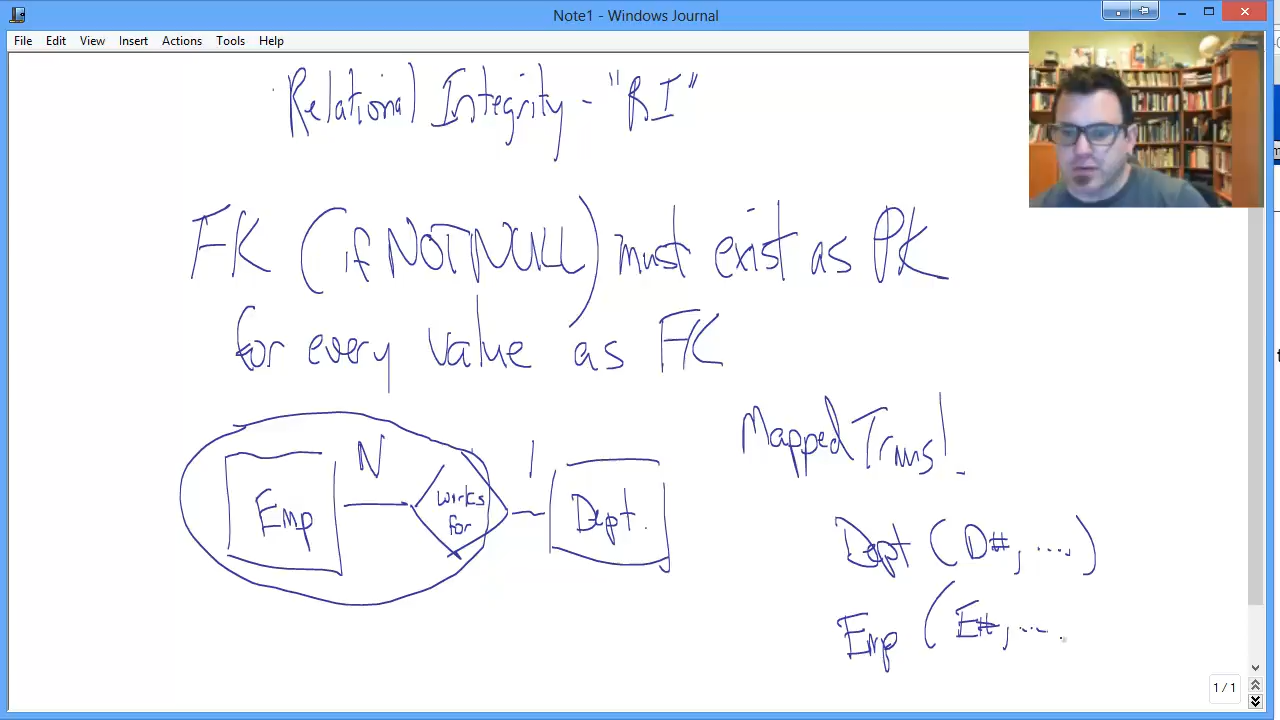 Note1 - Windows Journal
File Edit View Insert Actions Tools Help
Relational Integrity - "RI"
FK (if NOT NULL) must exist as PK
for every value as FK
Mapped Trans!
N 1
Emp works for Dept.
Dept (D#, ....)
Emp (E#, ....
1 / 1